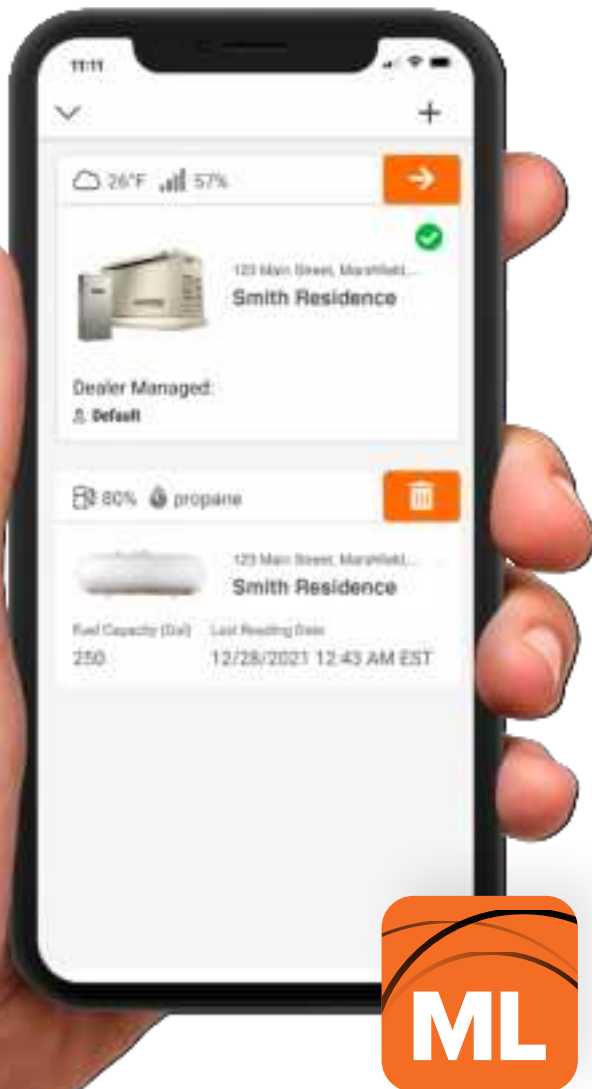 11:11
26°F 57%
123 Main Street, Marshfield,...
Smith Residence
Dealer Managed:
Default
80% propane
123 Main Street, Marshfield,...
Smith Residence
Fuel Capacity (Gal) Last Reading Date
250 12/28/2021 12:43 AM EST
ML